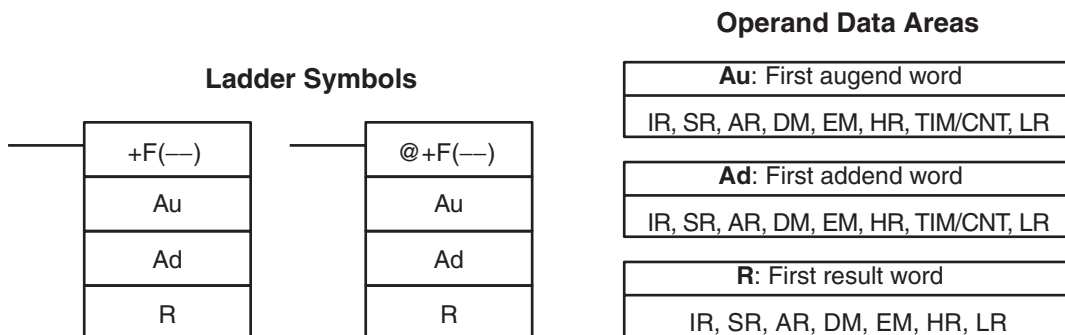 Operand Data Areas
Ladder Symbols
+F(––)
Au
Ad
R
@+F(––)
Au
Ad
R
Au: First augend word
IR, SR, AR, DM, EM, HR, TIM/CNT, LR
Ad: First addend word
IR, SR, AR, DM, EM, HR, TIM/CNT, LR
R: First result word
IR, SR, AR, DM, EM, HR, LR